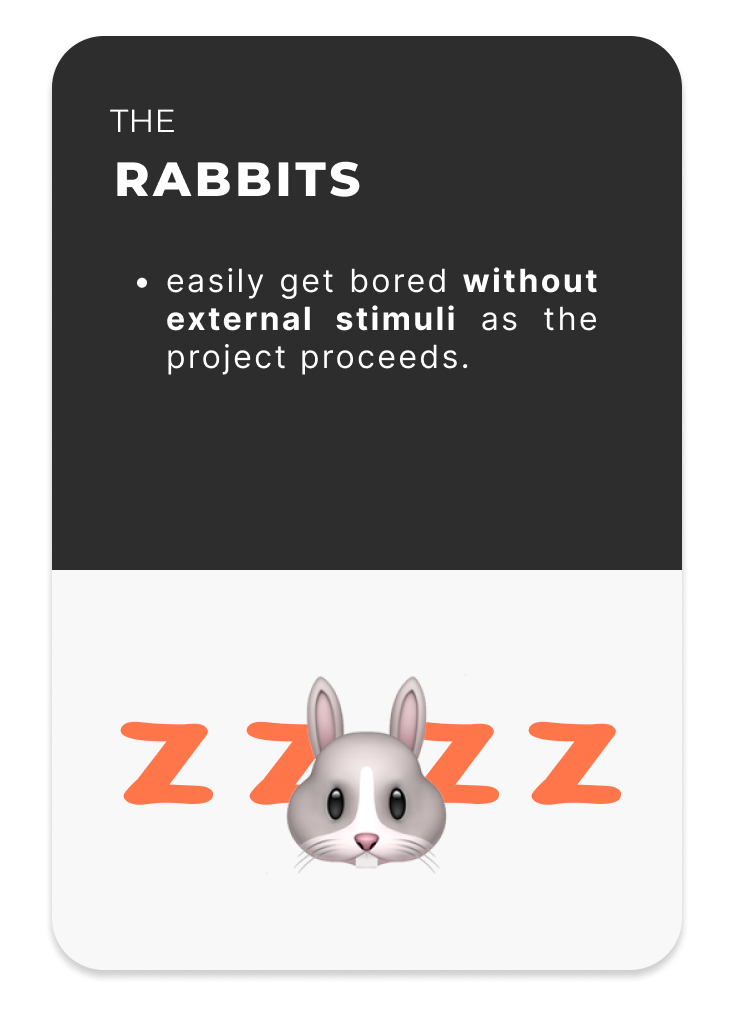 THE
RABBITS
• easily get bored without
external stimuli as the
project proceeds.
z z z z